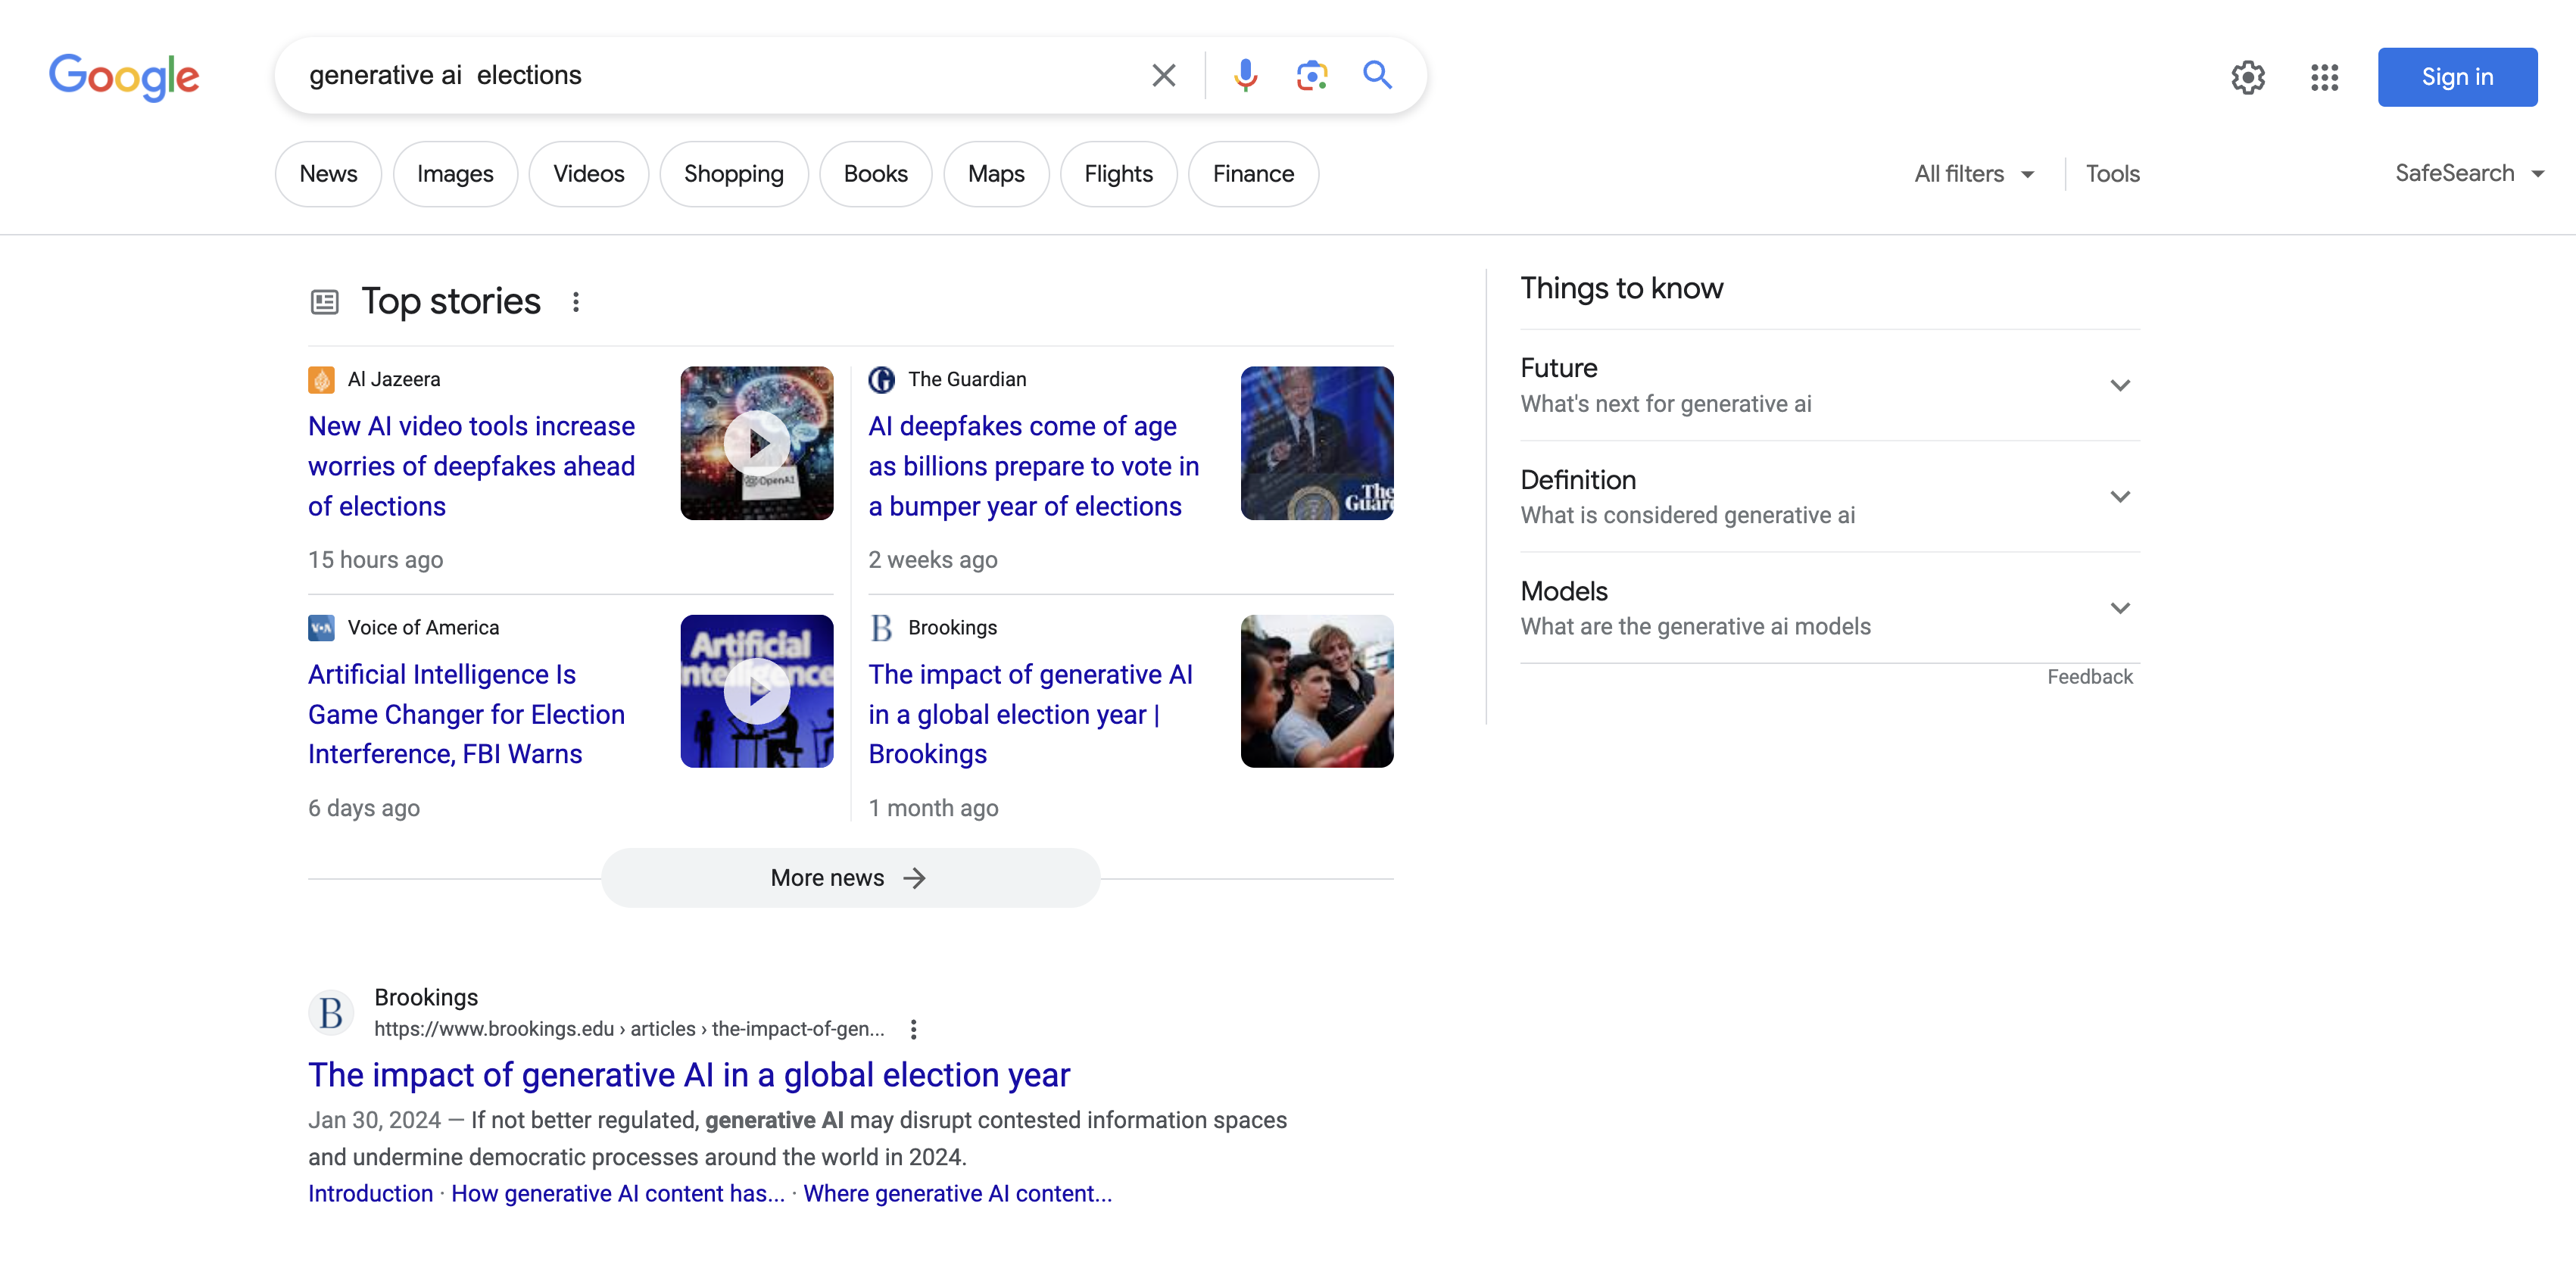 Google
generative ai  elections
Sign in
News
Images
Videos
Shopping
Books
Maps
Flights
Finance
All filters
Tools
SafeSearch
Top stories
Al Jazeera
New AI video tools increase
worries of deepfakes ahead
of elections
15 hours ago
OpenAI
The Guardian
AI deepfakes come of age
as billions prepare to vote in
a bumper year of elections
2 weeks ago
The
Guar
VOA
Voice of America
Artificial Intelligence Is
Game Changer for Election
Interference, FBI Warns
6 days ago
Artificial
B
Brookings
The impact of generative AI
in a global election year |
Brookings
1 month ago
More news
Things to know
Future
What's next for generative ai
Definition
What is considered generative ai
Models
What are the generative ai models
Feedback
B
Brookings
https://www.brookings.edu › articles › the-impact-of-gen...
The impact of generative AI in a global election year
Jan 30, 2024 — If not better regulated, generative AI may disrupt contested information spaces
and undermine democratic processes around the world in 2024.
Introduction · How generative AI content has... · Where generative AI content...